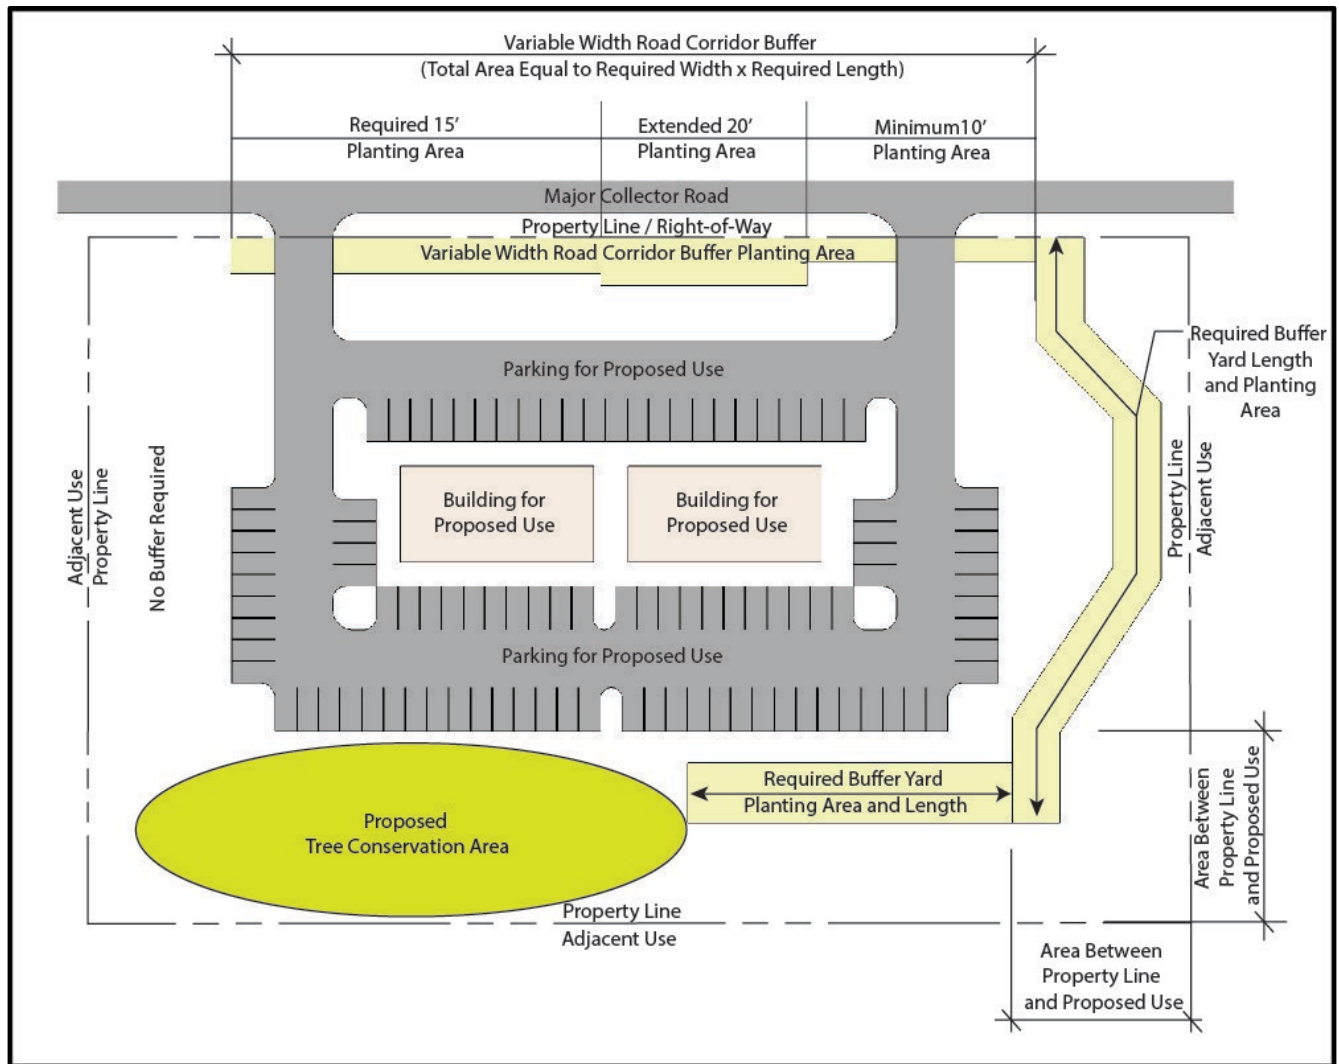 Variable Width Road Corridor Buffer
(Total Area Equal to Required Width x Required Length)
Required 15’
Planting Area
Extended 20’
Planting Area
Minimum10’
Planting Area
Major Collector Road
Property Line / Right-of-Way
Variable Width Road Corridor Buffer Planting Area
Required Buffer
Yard Length
and Planting
Area
Parking for Proposed Use
Adjacent Use
Property Line
No Buffer Required
Building for
Proposed Use
Building for
Proposed Use
Property Line
Adjacent Use
Parking for Proposed Use
Required Buffer Yard
Planting Area and Length
Proposed
Tree Conservation Area
Area Between
Property Line
and Proposed Use
Property Line
Adjacent Use
Area Between
Property Line
and Proposed Use